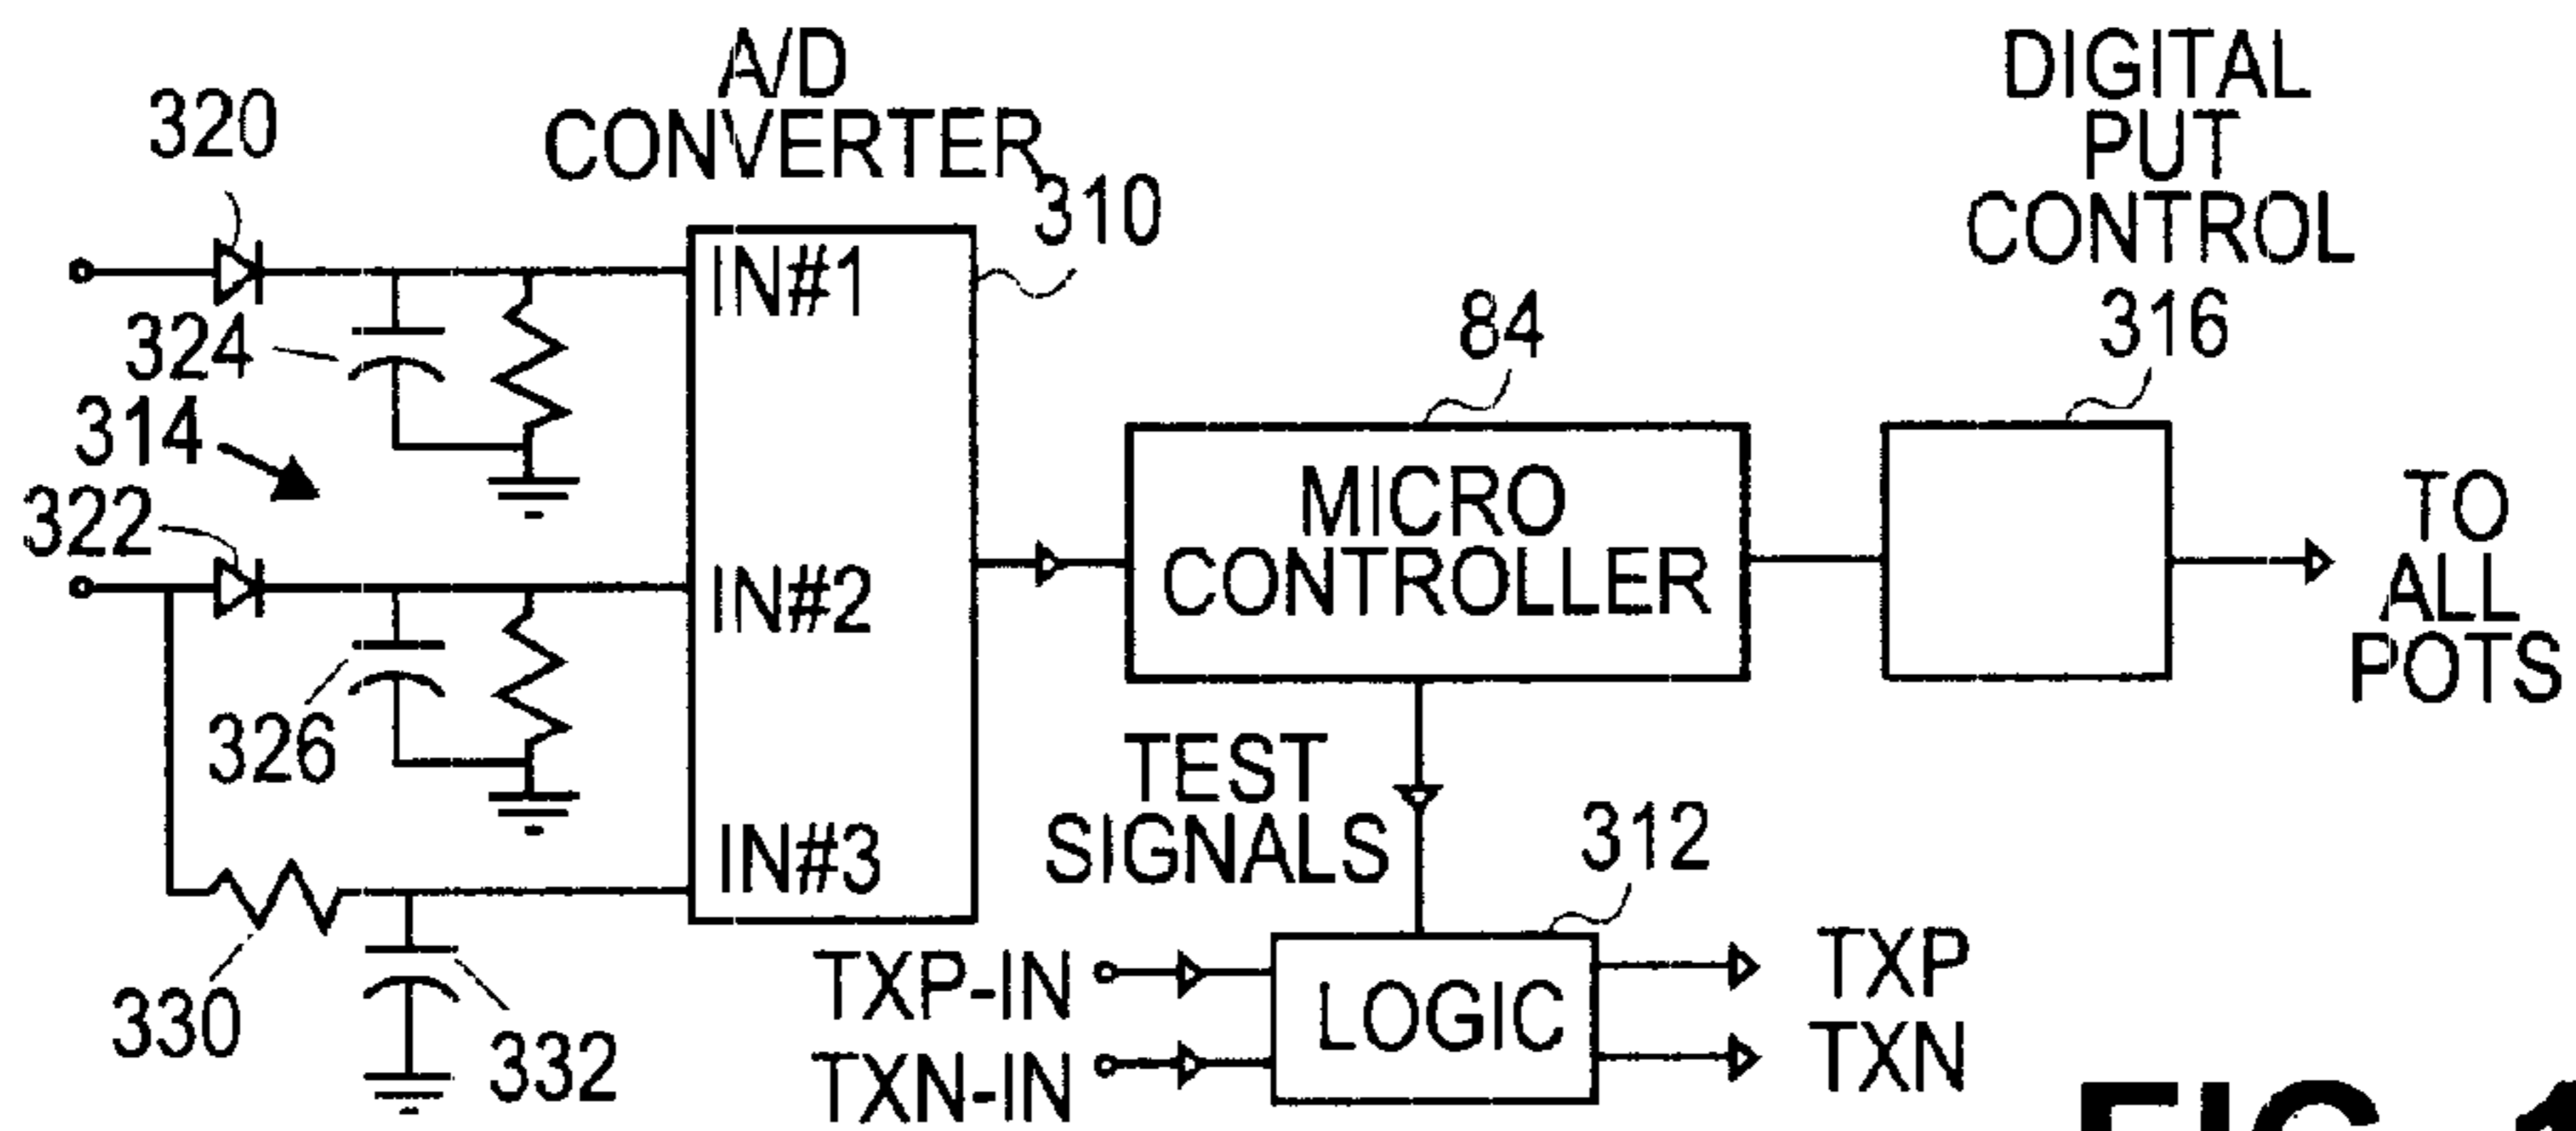 A/D
CONVERTER
310
320
324
314
322
326
330
332
IN#1
IN#2
IN#3
84
MICRO
CONTROLLER
DIGITAL
PUT
CONTROL
316
TO
ALL
POTS
TEST
SIGNALS
312
TXP-IN
TXN-IN
LOGIC
TXP
TXN